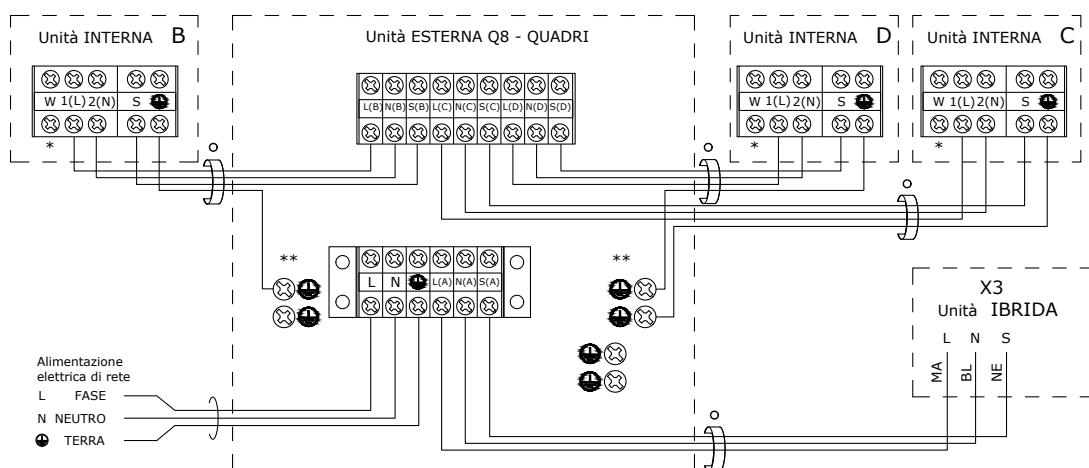 Unità INTERNA B
W 1(L) 2(N) S
*
Unità ESTERNA Q8 - QUADRI
L(B) N(B) S(B) L(C) N(C) S(C) L(D) N(D) S(D)
Unità INTERNA D
W 1(L) 2(N) S
*
Unità INTERNA C
W 1(L) 2(N) S
*
**
L N L(A) N(A) S(A)
**
X3
Unità IBRIDA
L N S
MA BL NE
Alimentazione
elettrica di rete
L FASE
N NEUTRO
TERRA